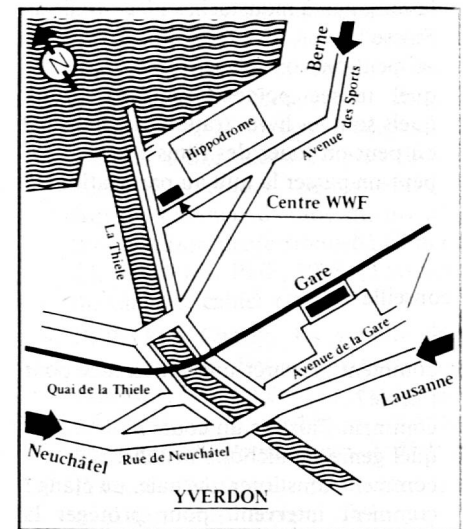 N
Berne
Avenue des Sports
Hippodrome
Centre WWF
La Thiele
Gare
Avenue de la Gare
Quai de la Thiele
Lausanne
Neuchâtel
Rue de Neuchâtel
YVERDON